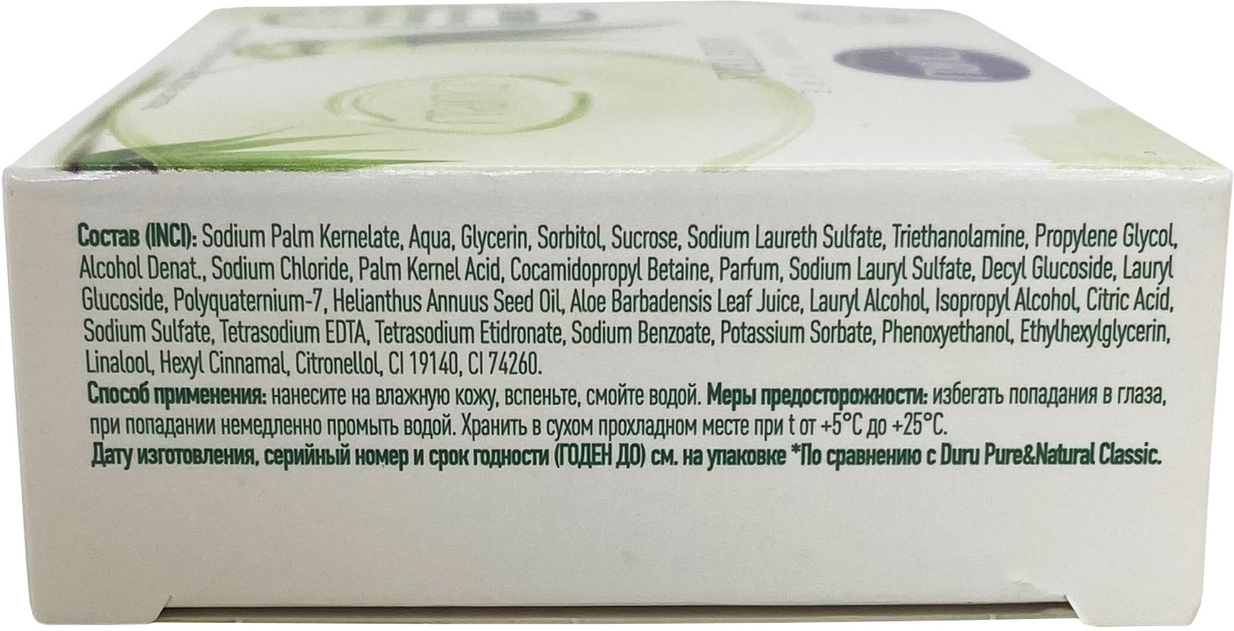 Состав (INCI): Sodium Palm Kernelate, Aqua, Glycerin, Sorbitol, Sucrose, Sodium Laureth Sulfate, Triethanolamine, Propylene Glycol,
Alcohol Denat., Sodium Chloride, Palm Kernel Acid, Cocamidopropyl Betaine, Parfum, Sodium Lauryl Sulfate, Decyl Glucoside, Lauryl
Glucoside, Polyquaternium-7, Helianthus Annuus Seed Oil, Aloe Barbadensis Leaf Juice, Lauryl Alcohol, Isopropyl Alcohol, Citric Acid,
Sodium Sulfate, Tetrasodium EDTA, Tetrasodium Etidronate, Sodium Benzoate, Potassium Sorbate, Phenoxyethanol, Ethylhexylglycerin,
Linalool, Hexyl Cinnamal, Citronellol, CI 19140, CI 74260.
Способ применения: нанесите на влажную кожу, вспеньте, смойте водой. Меры предосторожности: избегать попадания в глаза,
при попадании немедленно промыть водой. Хранить в сухом прохладном месте при t от +5°C до +25°C.
Дату изготовления, серийный номер и срок годности (ГОДЕН ДО) см. на упаковке *По сравнению с Duru Pure&Natural Classic.